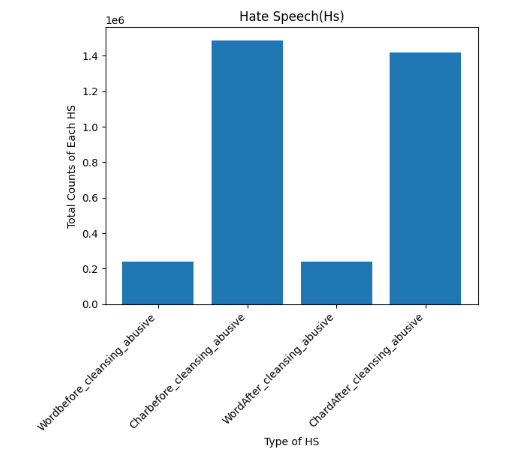 Hate Speech(Hs)
1e6
1.4
1.2
1.0
0.8
0.6
0.4
0.2
0.0
Total Counts of Each HS
Wordbefore_cleansing_abusive
Charbefore_cleansing_abusive
WordAfter_cleansing_abusive
ChardAfter_cleansing_abusive
Type of HS